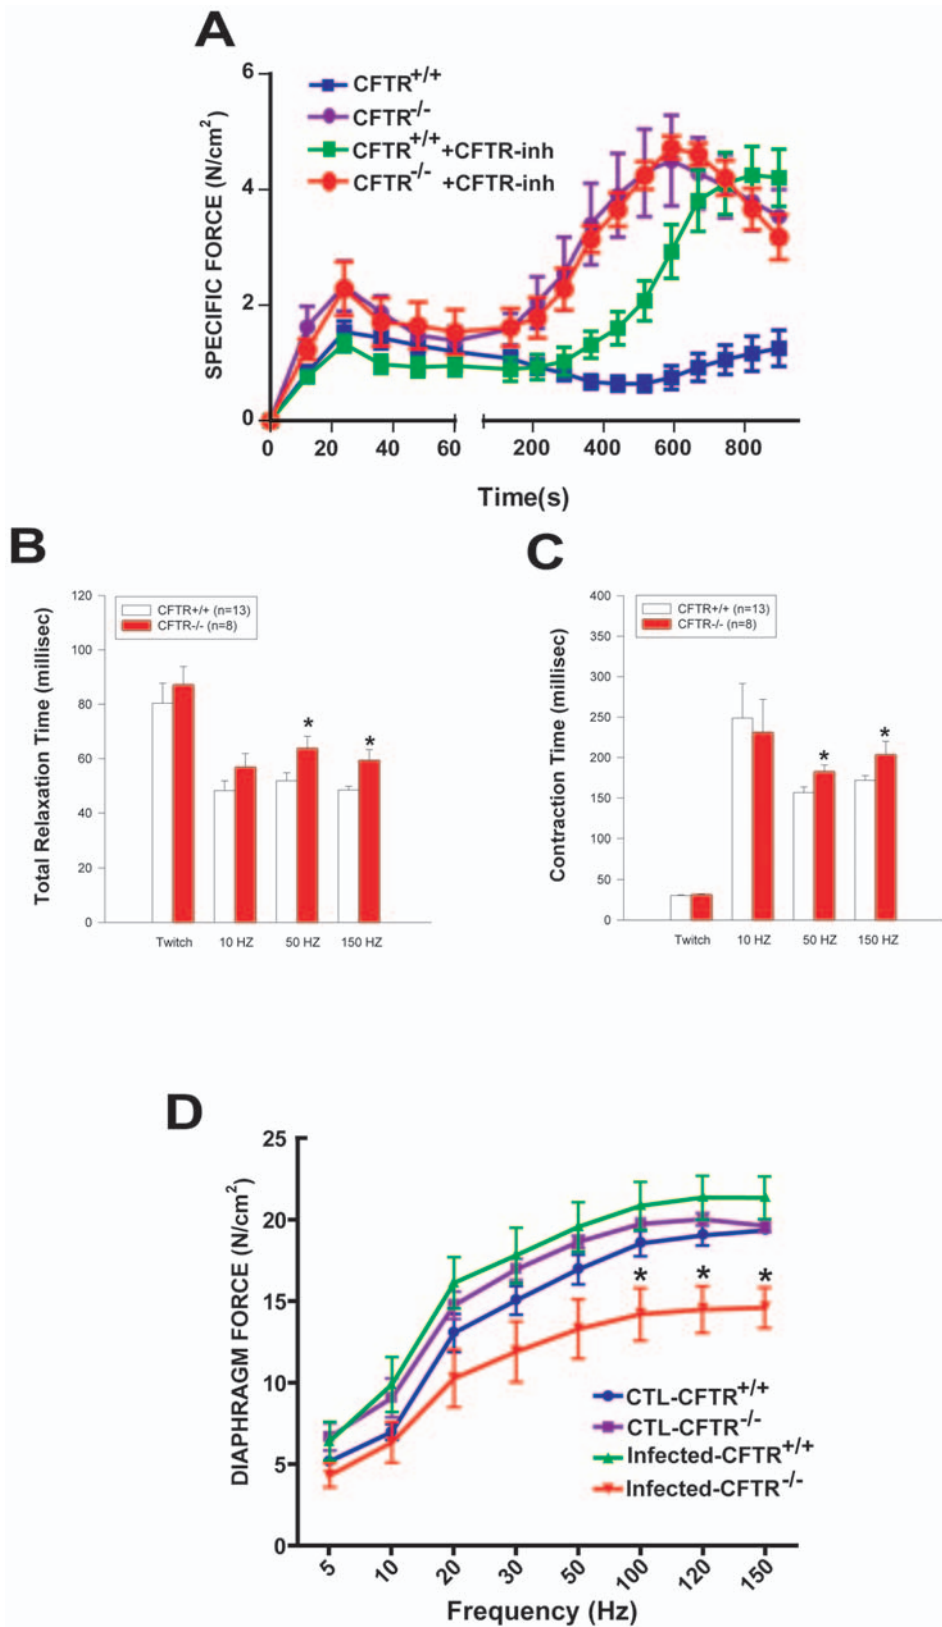 A
SPECIFIC FORCE (N/cm²)
6
4
2
0
CFTR+/+
CFTR-/-
CFTR+/+ +CFTR-inh
CFTR-/- +CFTR-inh
0 20 40 60 200 400 600 800
Time(s)
B
Total Relaxation Time (millisec)
120
100
80
60
40
20
0
CFTR+/+ (n=13)
CFTR-/- (n=8)
* *
Twitch 10 HZ 50 HZ 150 HZ
C
Contraction Time (millisec)
400
350
300
250
200
150
100
50
0
CFTR+/+ (n=13)
CFTR-/- (n=8)
* *
Twitch 10 HZ 50 HZ 150 HZ
D
DIAPHRAGM FORCE (N/cm²)
25
20
15
10
5
0
* * *
CTL-CFTR+/+
CTL-CFTR-/-
Infected-CFTR+/+
Infected-CFTR-/-
5 10 20 30 50 100 120 150
Frequency (Hz)